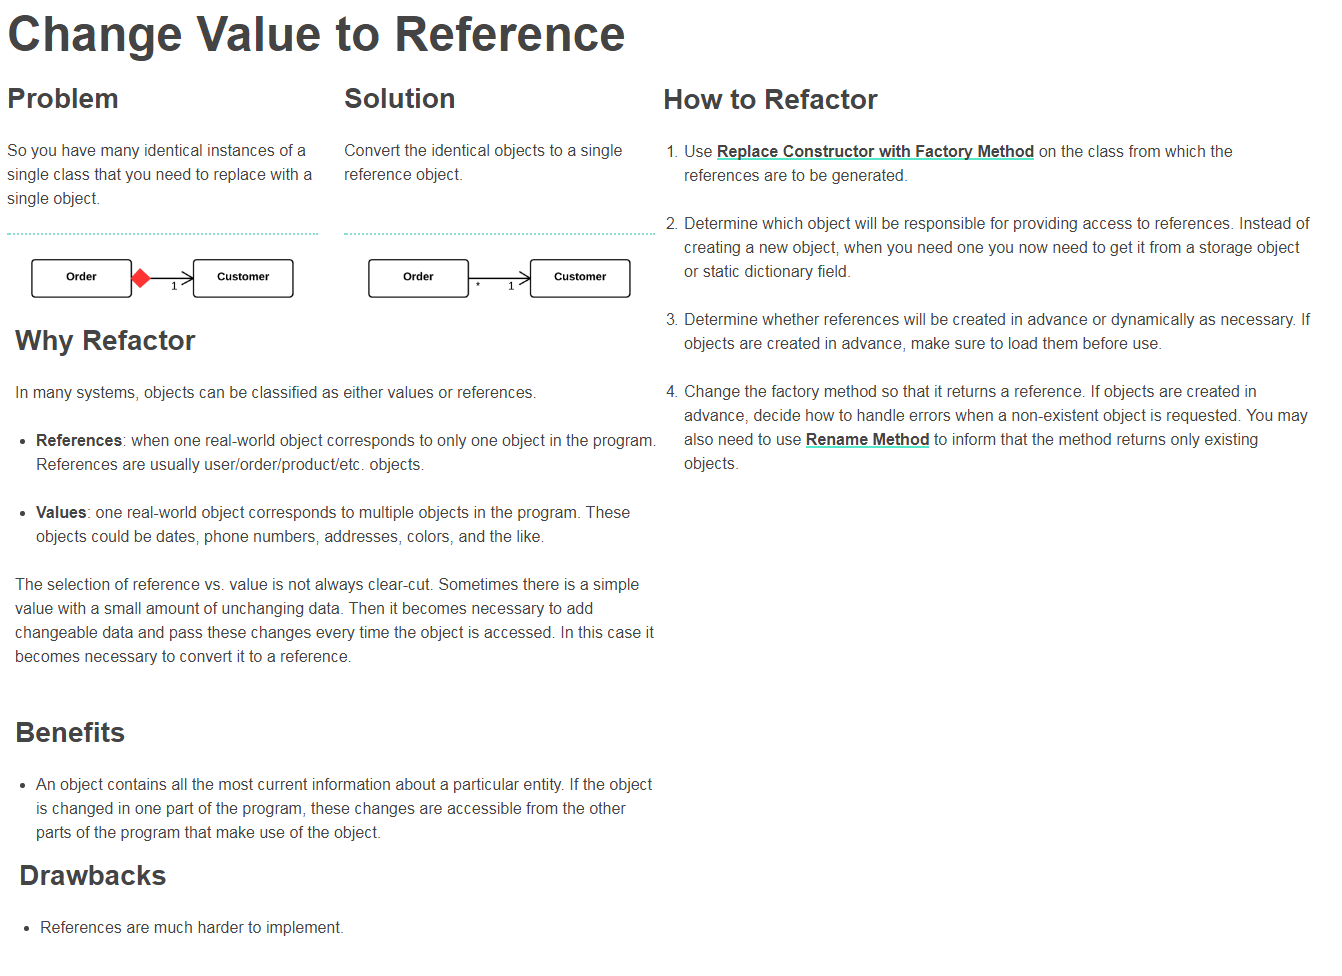 Change Value to Reference
Problem
So you have many identical instances of a
single class that you need to replace with a
single object.
Order
1
Customer
Solution
Convert the identical objects to a single
reference object.
Order
*
1
Customer
Why Refactor
In many systems, objects can be classified as either values or references.
• References: when one real-world object corresponds to only one object in the program.
References are usually user/order/product/etc. objects.
• Values: one real-world object corresponds to multiple objects in the program. These
objects could be dates, phone numbers, addresses, colors, and the like.
The selection of reference vs. value is not always clear-cut. Sometimes there is a simple
value with a small amount of unchanging data. Then it becomes necessary to add
changeable data and pass these changes every time the object is accessed. In this case it
becomes necessary to convert it to a reference.
Benefits
• An object contains all the most current information about a particular entity. If the object
is changed in one part of the program, these changes are accessible from the other
parts of the program that make use of the object.
Drawbacks
• References are much harder to implement.
How to Refactor
1. Use Replace Constructor with Factory Method on the class from which the
references are to be generated.
2. Determine which object will be responsible for providing access to references. Instead of
creating a new object, when you need one you now need to get it from a storage object
or static dictionary field.
3. Determine whether references will be created in advance or dynamically as necessary. If
objects are created in advance, make sure to load them before use.
4. Change the factory method so that it returns a reference. If objects are created in
advance, decide how to handle errors when a non-existent object is requested. You may
also need to use Rename Method to inform that the method returns only existing
objects.